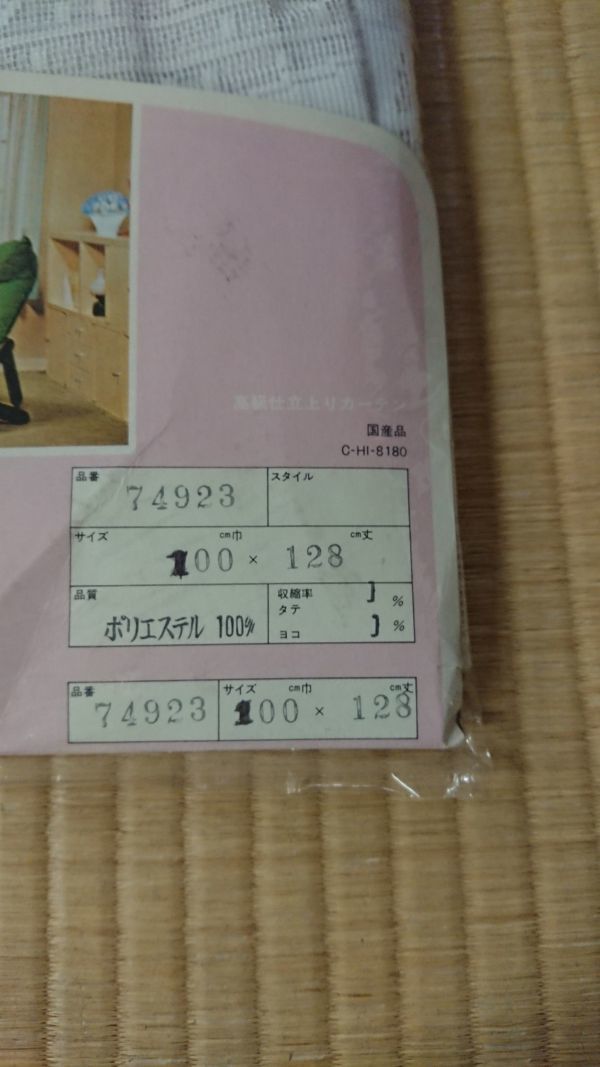 高級仕立上りカーテン
国産品
C-HI-8180
品番 74923 スタイル
サイズ 100 cm巾 × 128 cm丈
品質 ポリエステル 100% 収縮率 タテ 1 %
ヨコ 1 %
品番 74923 サイズ 100 cm巾 × 128 cm丈